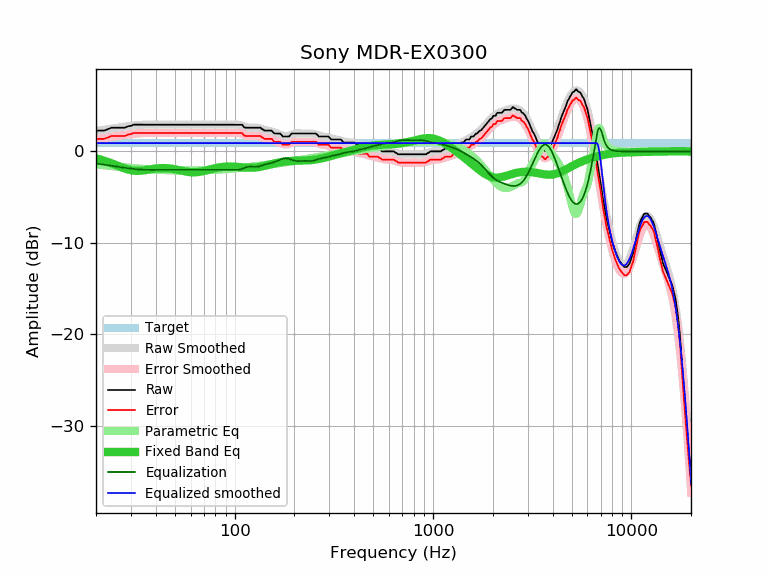 Sony MDR-EX0300
Amplitude (dBr)
0
−10
−20
−30
Target
Raw Smoothed
Error Smoothed
Raw
Error
Parametric Eq
Fixed Band Eq
Equalization
Equalized smoothed
100
1000
10000
Frequency (Hz)